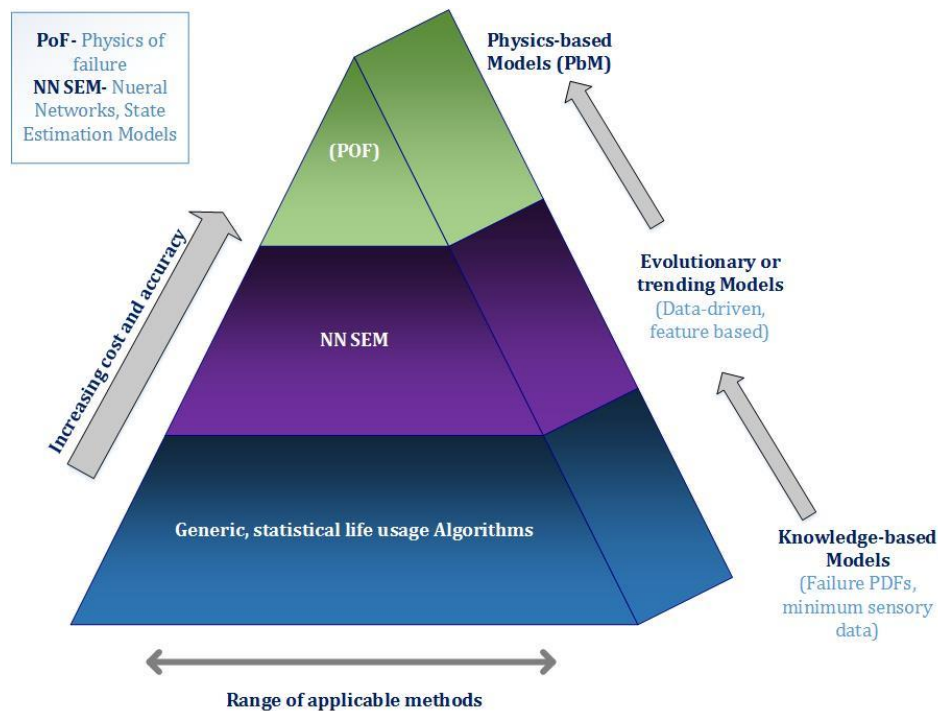 PoF- Physics of
failure
NN SEM- Nueral
Networks, State
Estimation Models
Physics-based
Models (PbM)
(POF)
Increasing cost and accuracy
Evolutionary or
trending Models
(Data-driven,
feature based)
NN SEM
Generic, statistical life usage Algorithms
Knowledge-based
Models
(Failure PDFs,
minimum sensory
data)
Range of applicable methods